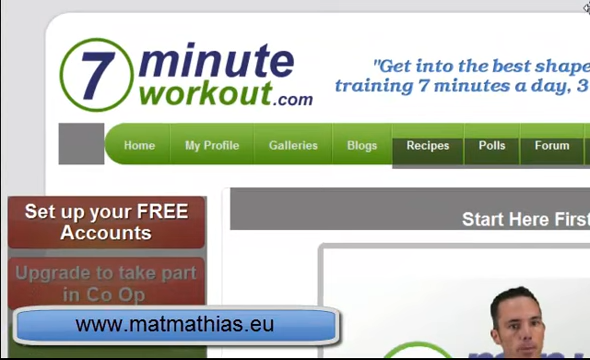 7 minute
workout.com
"Get into the best shape
training 7 minutes a day, 3
Home My Profile Galleries Blogs Recipes Polls Forum
Set up your FREE
Accounts
Start Here First
Upgrade to take part
in Co Op
www.matmathias.eu